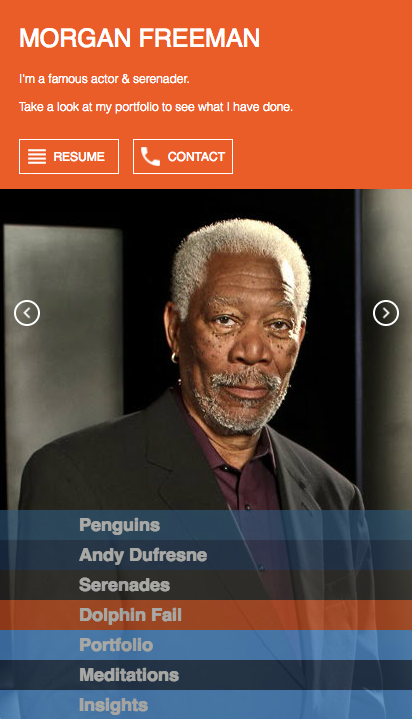 MORGAN FREEMAN
I'm a famous actor & serenader.
Take a look at my portfolio to see what I have done.
RESUME CONTACT
Penguins
Andy Dufresne
Serenades
Dolphin Fail
Portfolio
Meditations
Insights